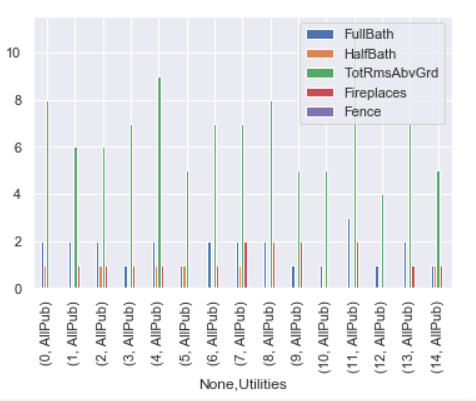 10
8
6
4
2
0
FullBath
HalfBath
TotRmsAbvGrd
Fireplaces
Fence
(0, AllPub)
(1, AllPub)
(2, AllPub)
(3, AllPub)
(4, AllPub)
(5, AllPub)
(6, AllPub)
(7, AllPub)
(8, AllPub)
(9, AllPub)
(10, AllPub)
(11, AllPub)
(12, AllPub)
(13, AllPub)
(14, AllPub)
None,Utilities